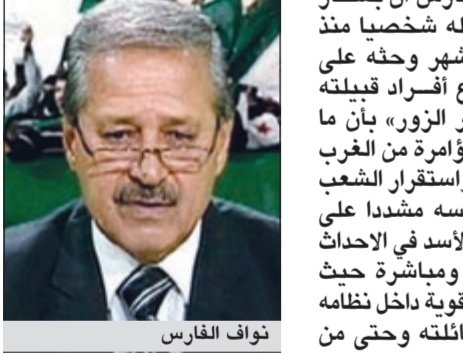 له شخصيا منذ
شهر وحثه على
ع أفـــراد قبيلته
ر الزور» بأن ما
ؤامرة من الغرب
استقرار الشعب
سه مشددا على
لأسد في الاحداث
ومباشرة حيث
قوية داخل نظامه
ائلته وحتى من
نواف الفارس